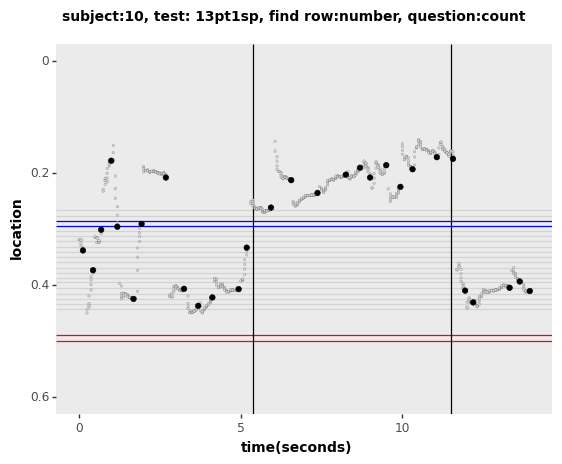 subject:10, test: 13pt1sp, find row:number, question:count
0
0.2
0.4
0.6
location
0
5
10
time(seconds)